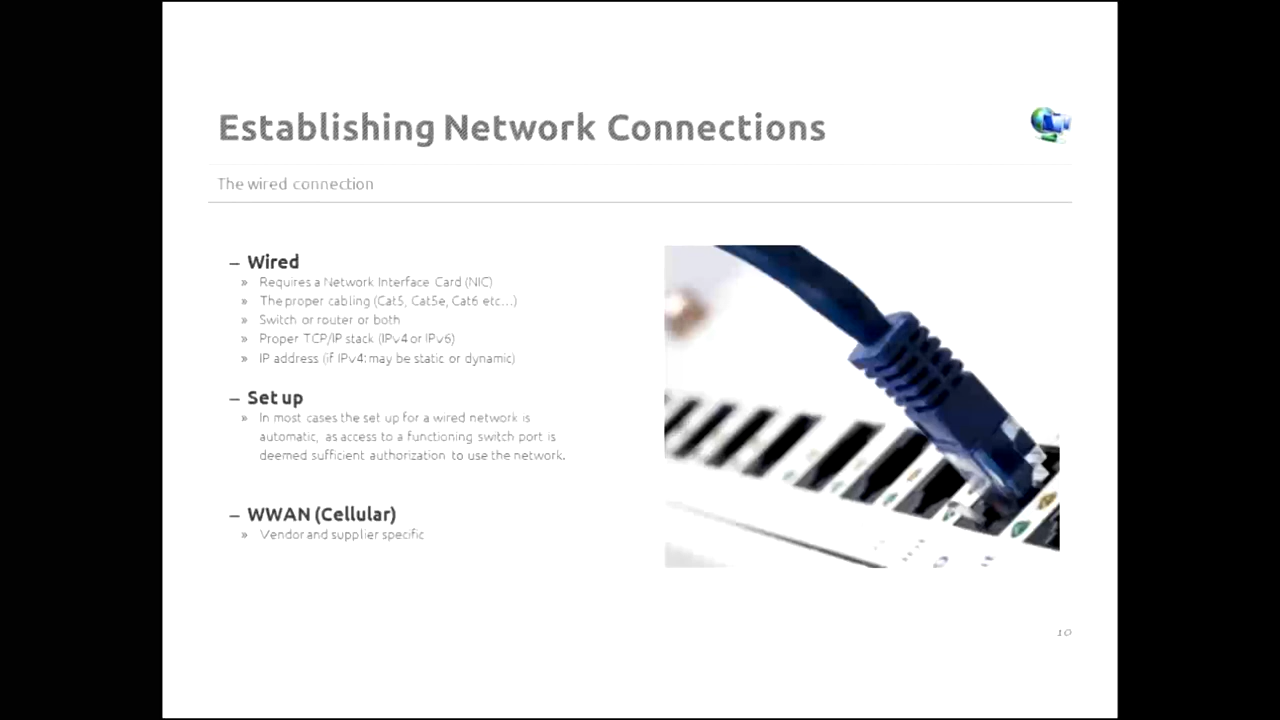 Establishing Network Connections
The wired connection
– Wired
» Requires a Network Interface Card (NIC)
» The proper cabling (Cat5, Cat5e, Cat6 etc...)
» Switch or router or both
» Proper TCP/IP stack (IPv4 or IPv6)
» IP address (if IPv4: may be static or dynamic)
– Set up
» In most cases the set up for a wired network is
automatic, as access to a functioning switch port is
deemed sufficient authorization to use the network.
– WWAN (Cellular)
» Vendor and supplier specific
10